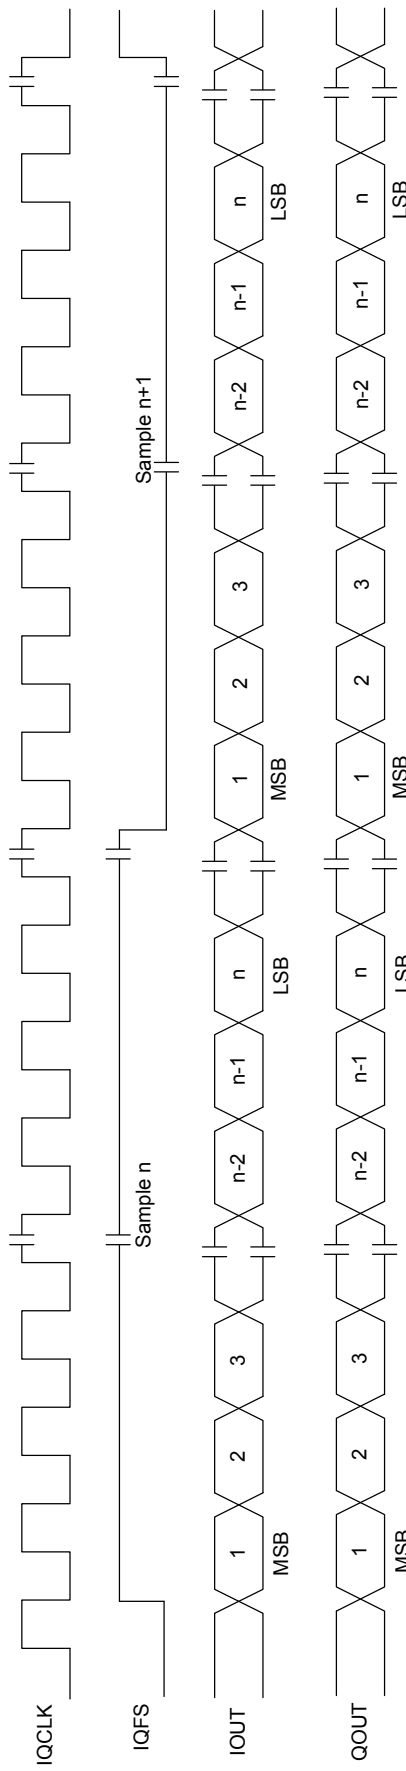 IQCLK
IQFS
Sample n
Sample n+1
IOUT
1 2 3 n-2 n-1 n 1 2 3 n-2 n-1 n
MSB LSB MSB LSB
QOUT
1 2 3 n-2 n-1 n 1 2 3 n-2 n-1 n
MSB LSB MSB LSB